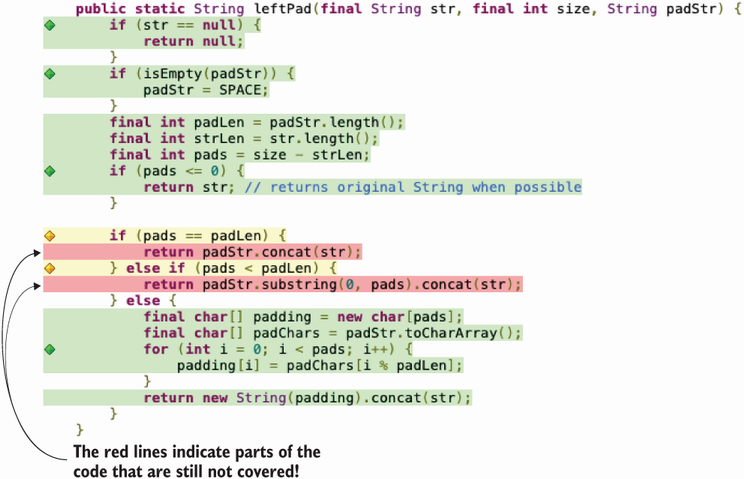 public static String leftPad(final String str, final int size, String padStr) {
    if (str == null) {
        return null;
    }
    if (isEmpty(padStr)) {
        padStr = SPACE;
    }
    final int padLen = padStr.length();
    final int strLen = str.length();
    final int pads = size - strLen;
    if (pads <= 0) {
        return str; // returns original String when possible
    }
    if (pads == padLen) {
        return padStr.concat(str);
    } else if (pads < padLen) {
        return padStr.substring(0, pads).concat(str);
    } else {
        final char[] padding = new char[pads];
        final char[] padChars = padStr.toCharArray();
        for (int i = 0; i < pads; i++) {
            padding[i] = padChars[i % padLen];
        }
        return new String(padding).concat(str);
    }
}
The red lines indicate parts of the
code that are still not covered!